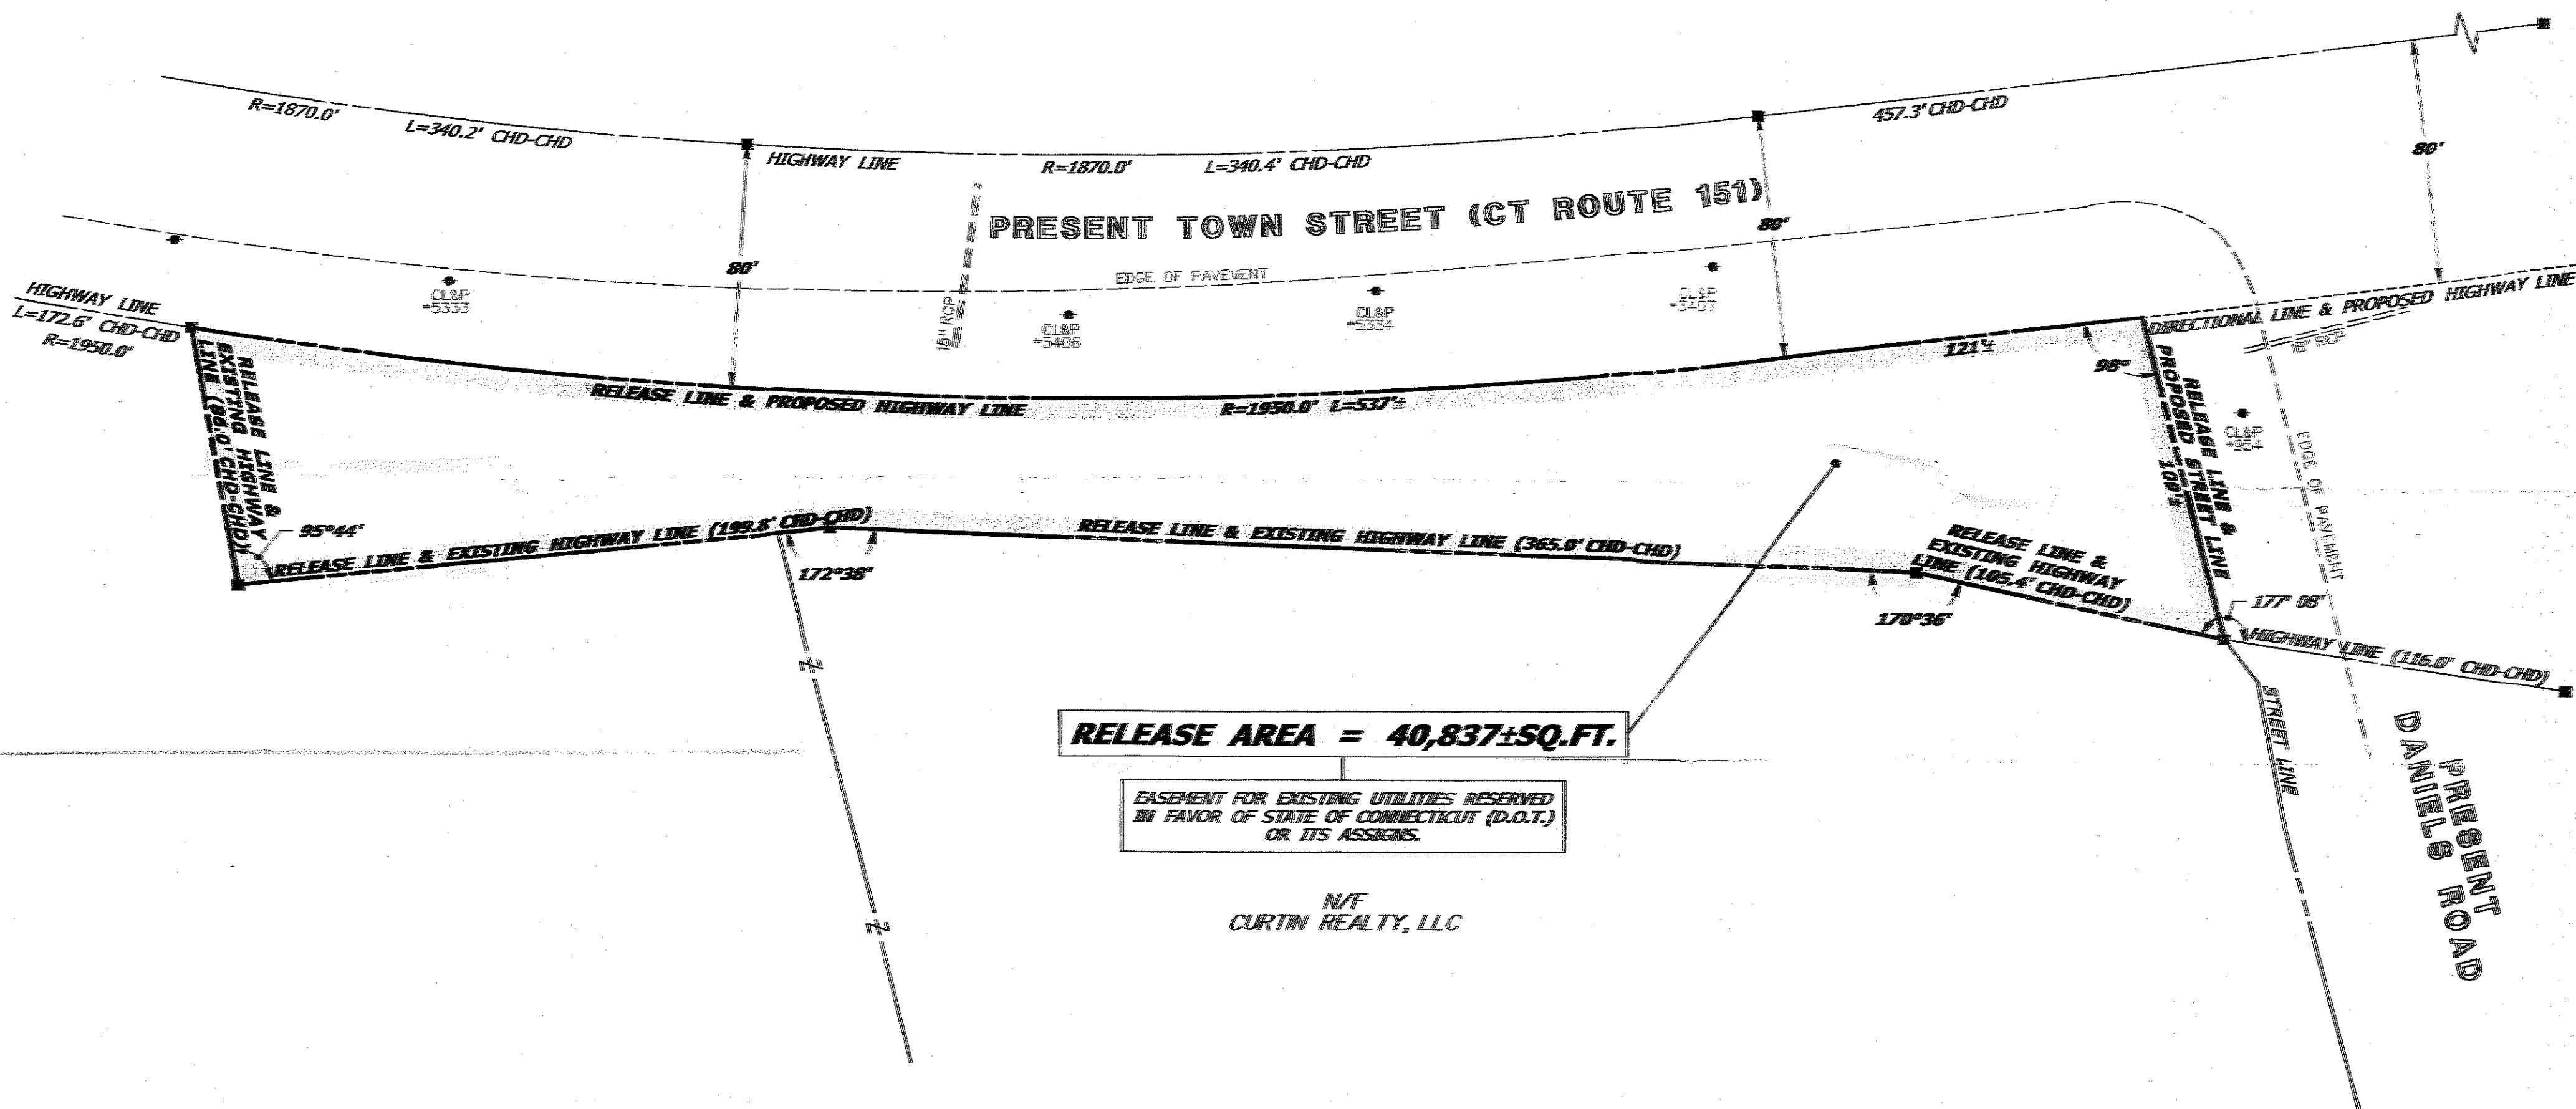 R=1870.0'
L=340.2' CHD-CHD
HIGHWAY LINE
R=1870.0'
L=340.4' CHD-CHD
457.3' CHD-CHD
80'
80'
80'
PRESENT TOWN STREET (CT ROUTE 151)
EDGE OF PAVEMENT
15" RCP
CL&P
CL&P
CL&P
CL&P
HIGHWAY LINE
L=172.6' CHD-CHD
R=1950.0'
RELEASE LINE & PROPOSED HIGHWAY LINE
R=1950.0' L=537'±
121'±
98°
DIRECTIONAL LINE & PROPOSED HIGHWAY LINE
RELEASE LINE &
EXISTING HIGHWAY
LINE (86.0' CHD-CHD)
95°44'
RELEASE LINE & EXISTING HIGHWAY LINE (199.8' CHD-CHD)
172°38'
RELEASE LINE & EXISTING HIGHWAY LINE (365.0' CHD-CHD)
170°36'
RELEASE LINE &
EXISTING HIGHWAY
LINE (105.4' CHD-CHD)
RELEASE LINE &
PROPOSED STREET LINE
100'±
CL&P
EDGE OF PAVEMENT
177° 08'
HIGHWAY LINE (116.0' CHD-CHD)
STREET LINE
PRESENT
DANIELS ROAD
RELEASE AREA = 40,837±SQ.FT.
EASEMENT FOR EXISTING UTILITIES RESERVED
IN FAVOR OF STATE OF CONNECTICUT (D.O.T.)
OR ITS ASSIGNS.
N/F
CURTIN REALTY, LLC